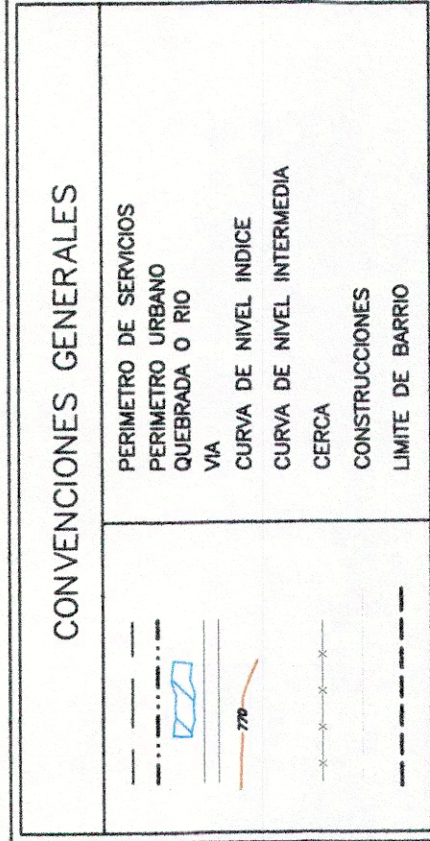 CONVENCIONES GENERALES
PERIMETRO DE SERVICIOS
PERIMETRO URBANO
QUEBRADA O RIO
VIA
770
CURVA DE NIVEL INDICE
CURVA DE NIVEL INTERMEDIA
CERCA
CONSTRUCCIONES
LIMITE DE BARRIO